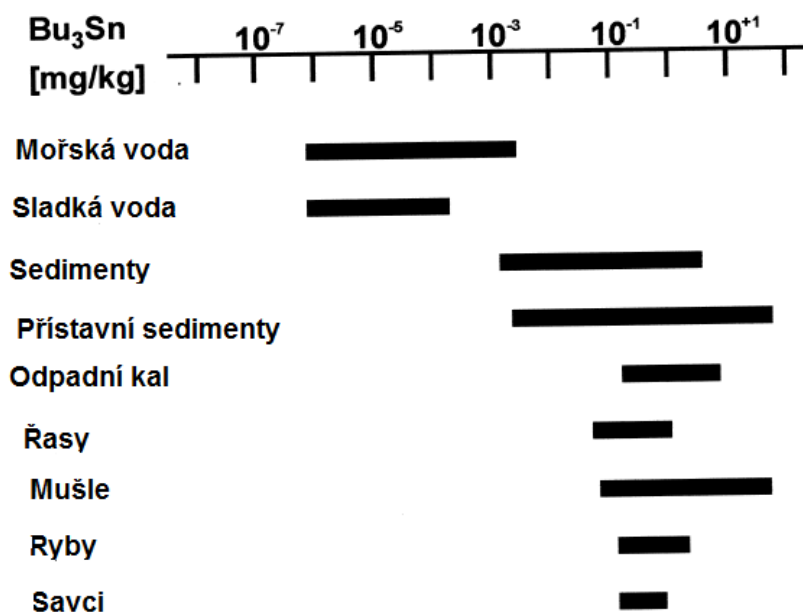 Bu₃Sn 10⁻⁷ 10⁻⁵ 10⁻³ 10⁻¹ 10⁺¹
[mg/kg]
Mořská voda
Sladká voda
Sedimenty
Přístavní sedimenty
Odpadní kal
Řasy
Mušle
Ryby
Savci